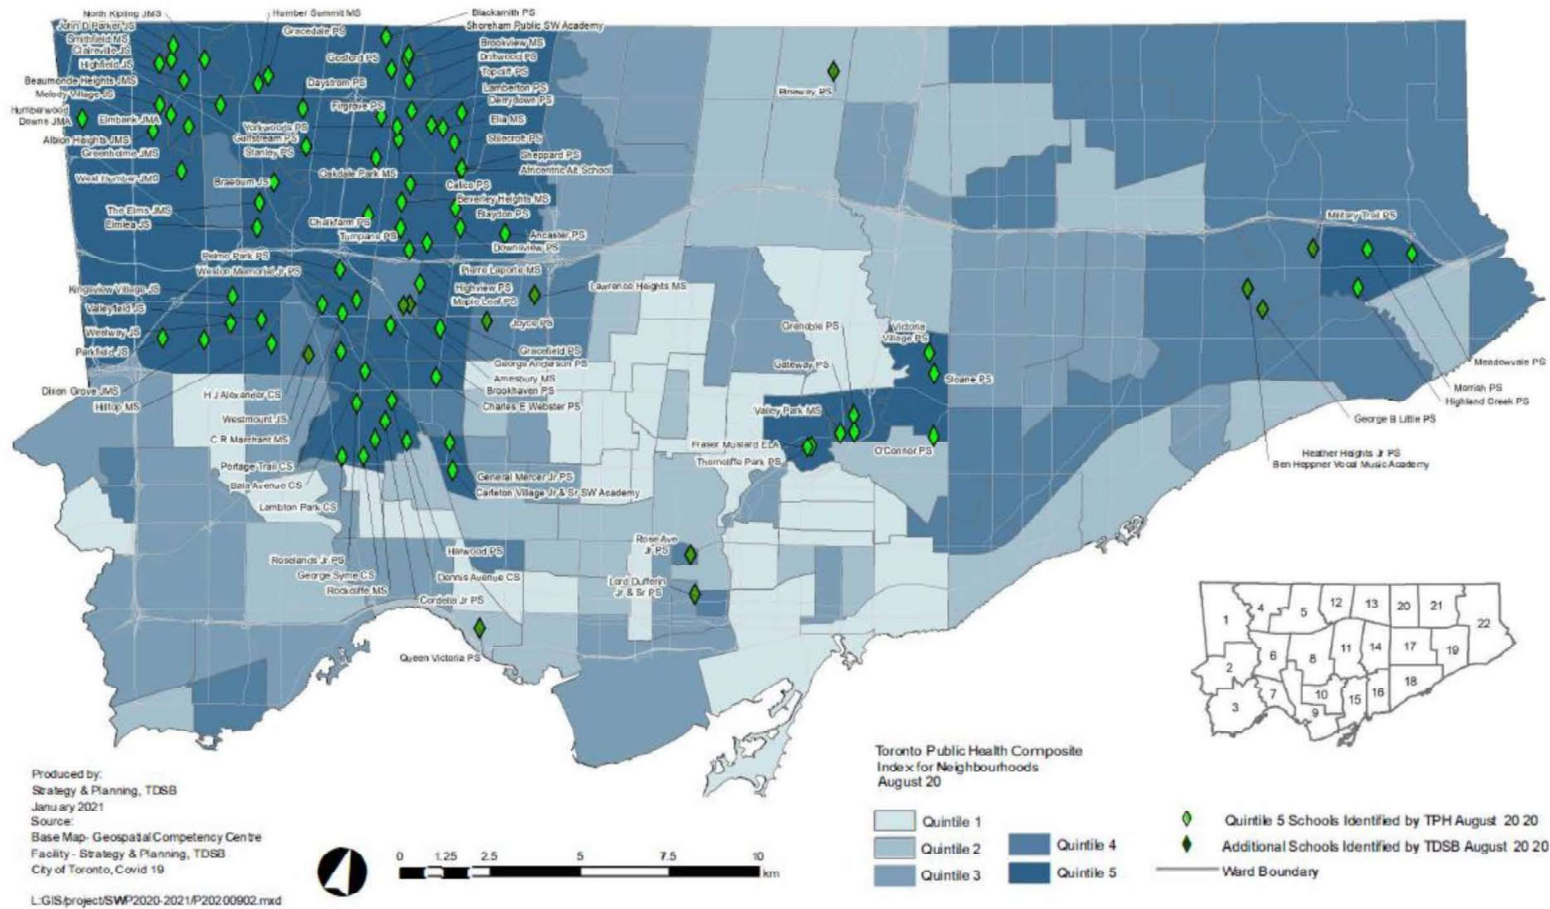 North Kipling JMS
John D Parker JS
Smithfield MS
Claireville JS
Highfield JS
Beaumonde Heights JMS
Melody Village JS
Humberwood
Downs JMA
Elmbank JMA
Albion Heights JMS
Greenholme JMS
West Humber JMS
The Elms JMS
Elmlea JS
Braeburn JS
Humber Summit MS
Gracedale PS
Gosford PS
Daystrom PS
Firgrove PS
Yorkwoods PS
Gulfstream PS
Stanley PS
Oakdale Park MS
Chalkfarm PS
Tumpane PS
Blacksmith PS
Shoreham Public SW Academy
Brookview MS
Driftwood PS
Topcliff PS
Lamberton PS
Derrydown PS
Elia MS
Stilecroft PS
Sheppard PS
Africentric Alt School
Calico PS
Beverley Heights MS
Blaydon PS
Ancaster PS
Downsview PS
Pierre Laporte MS
Highview PS
Maple Leaf PS
Lawrence Heights MS
Joyce PS
Gracefield PS
George Anderson PS
Amesbury MS
Brookhaven PS
Charles E Webster PS
Pelmo Park PS
Weston Memorial Jr PS
Kingsview Village JS
Valleyfield JS
Westway JS
Parkfield JS
Dixon Grove JMS
Hilltop MS
H J Alexander CS
Westmount JS
C R Marchant MS
Portage Trail CS
Bala Avenue CS
Lambton Park CS
Roselands Jr PS
George Syme CS
Rockcliffe MS
Harwood PS
Dennis Avenue CS
Cordella Jr PS
General Mercer Jr PS
Carleton Village Jr & Sr SW Academy
Queen Victoria PS
Rose Ave
Jr PS
Lord Dufferin
Jr & Sr PS
Pineway PS
Grenoble PS
Gateway PS
Valley Park MS
Fraser Mustard ELA
Thorncliffe Park PS
Victoria
Village PS
Sloane PS
O'Connor PS
Military Trail PS
Meadowvale PS
Morrish PS
Highland Creek PS
George B Little PS
Heather Heights Jr PS
Ben Heppner Vocal Music Academy
1
2
3
4
5
6
7
8
9
10
11
12
13
14
15
16
17
18
19
20
21
22
Produced by:
Strategy & Planning, TDSB
January 2021
Source:
Base Map- Geospatial Competency Centre
Facility - Strategy & Planning, TDSB
City of Toronto, Covid 19
L:GIS/project/SWP2020-2021/P20200902.mxd
0 1.25 2.5 5 7.5 10
km
Toronto Public Health Composite
Index for Neighbourhoods
August 20
Quintile 1
Quintile 2
Quintile 3
Quintile 4
Quintile 5
Quintile 5 Schools Identified by TPH August 20 20
Additional Schools Identified by TDSB August 20 20
Ward Boundary